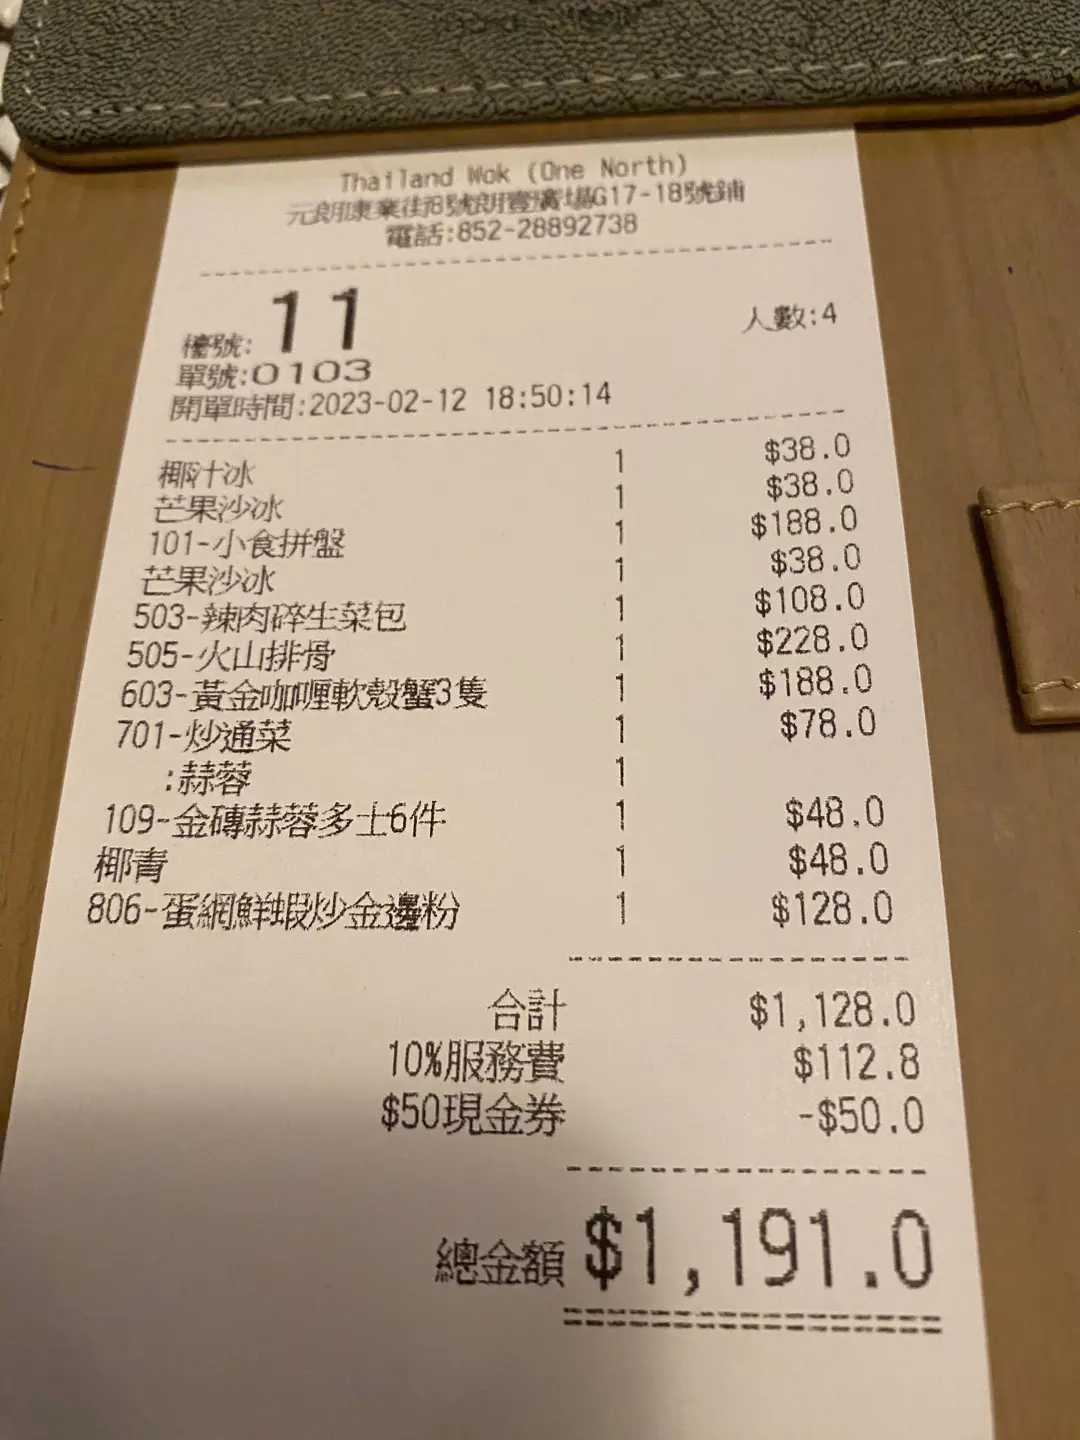 Thailand Wok (One North)
元朗康業街8號朗壹廣場G17-18號鋪
電話:852-28892738
檯號: 11
人數:4
單號:0103
開單時間:2023-02-12 18:50:14
椰汁冰 1 $38.0
芒果沙冰 1 $38.0
101-小食拼盤 1 $188.0
芒果沙冰 1 $38.0
503-辣肉碎生菜包 1 $108.0
505-火山排骨 1 $228.0
603-黃金咖喱軟殼蟹3隻 1 $188.0
701-炒通菜 1 $78.0
:蒜蓉 1
109-金磚蒜蓉多士6件 1 $48.0
椰青 1 $48.0
806-蛋網鮮蝦炒金邊粉 1 $128.0
合計 $1,128.0
10%服務費 $112.8
$50現金券 -$50.0
總金額 $1,191.0